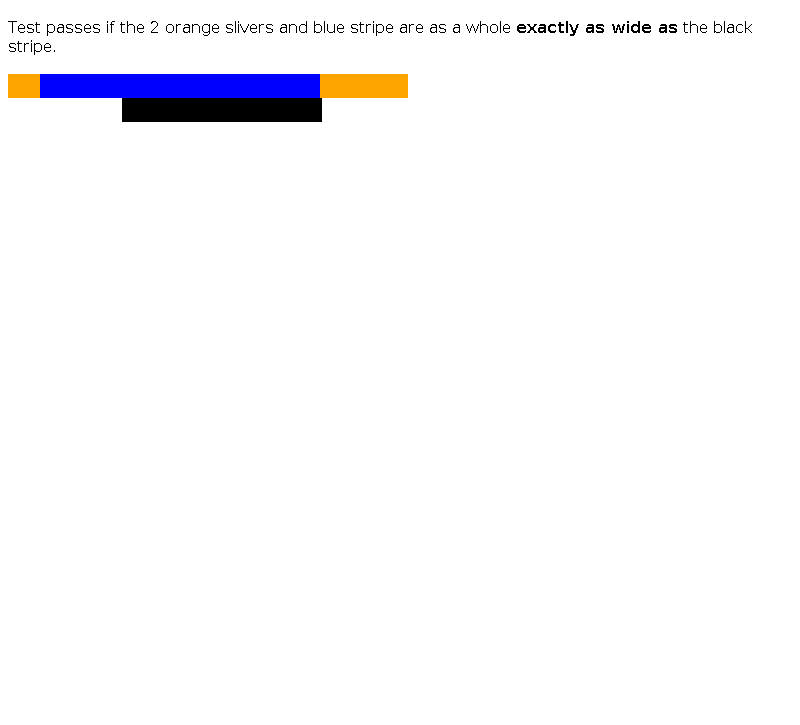 Test passes if the 2 orange slivers and blue stripe are as a whole exactly as wide as the black
stripe.